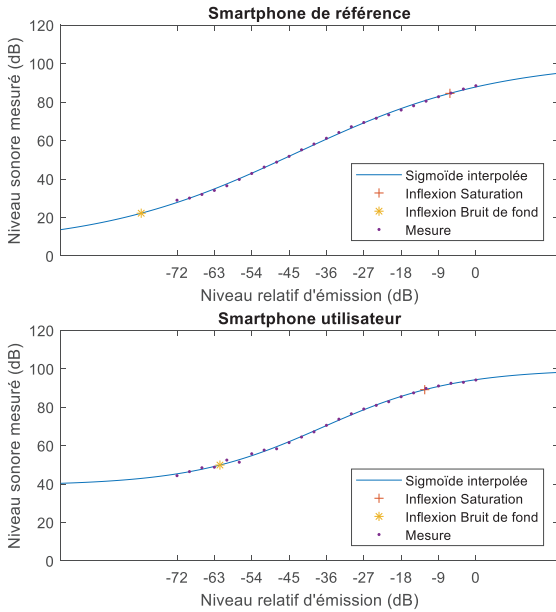 Smartphone de référence
120
100
80
60
40
20
0
Niveau sonore mesuré (dB)
Sigmoïde interpolée
Inflexion Saturation
Inflexion Bruit de fond
Mesure
-72 -63 -54 -45 -36 -27 -18 -9 0
Niveau relatif d'émission (dB)
Smartphone utilisateur
120
100
80
60
40
20
0
Niveau sonore mesuré (dB)
Sigmoïde interpolée
Inflexion Saturation
Inflexion Bruit de fond
Mesure
-72 -63 -54 -45 -36 -27 -18 -9 0
Niveau relatif d'émission (dB)